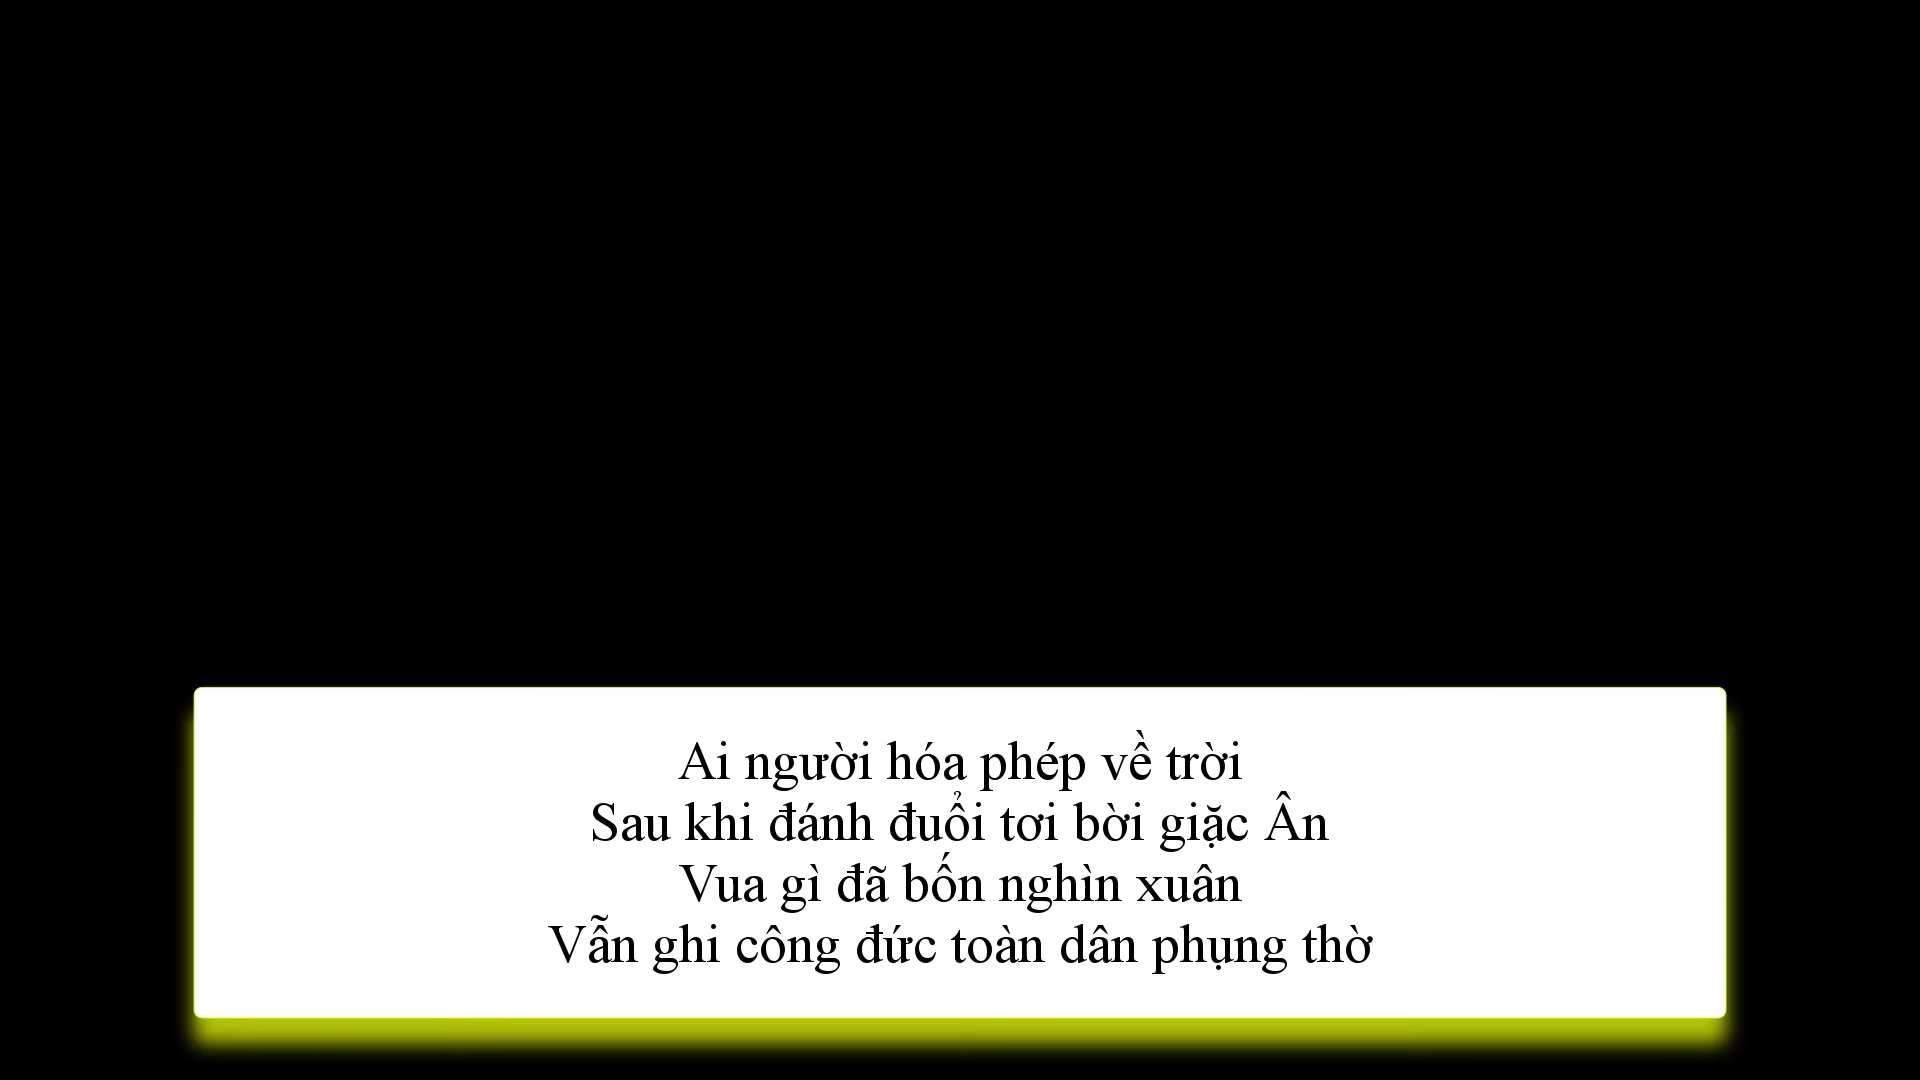 Ai người hóa phép về trời
Sau khi đánh đuổi tơi bời giặc Ân
Vua gì đã bốn nghìn xuân
Vẫn ghi công đức toàn dân phụng thờ